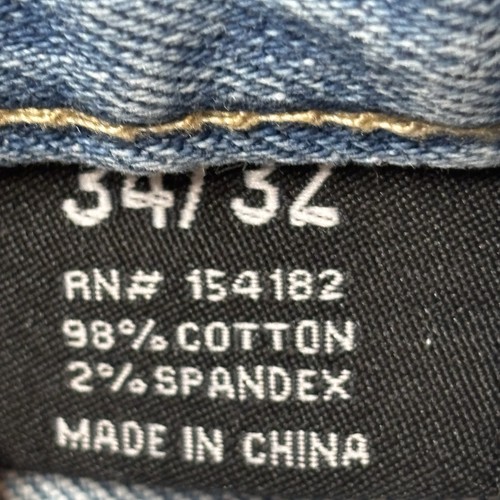 34/32
RN# 154182
98% COTTON
2% SPANDEX
MADE IN CHINA